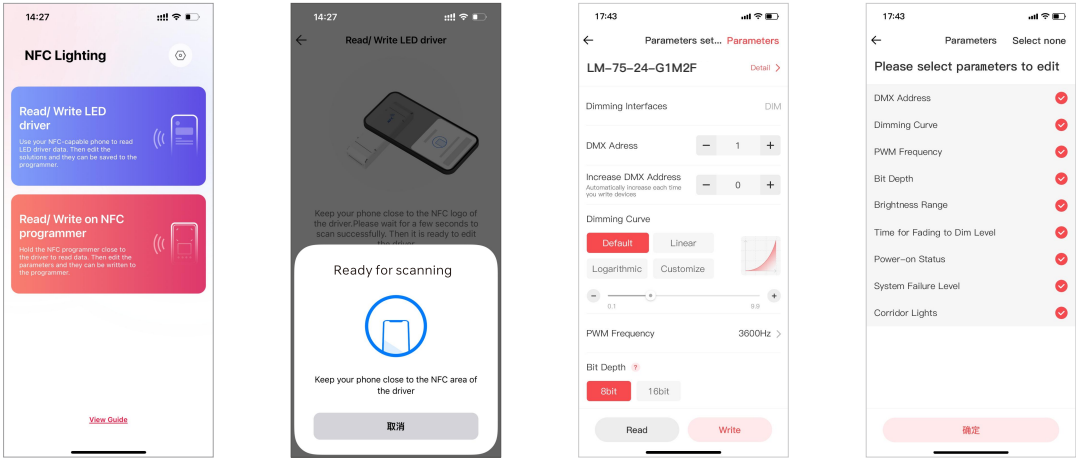 14:27
NFC Lighting
Read/ Write LED
driver
Use your NFC-capable phone to read
LED driver data. Then edit the
solutions and they can be saved to the
programmer.
Read/ Write on NFC
programmer
Hold the NFC programmer close to
the driver to read data. Then edit the
parameters and they can be written to
the programmer.
View Guide
14:27
Read/ Write LED driver
Keep your phone close to the NFC logo of
the driver.Please wait for a few seconds to
scan successfully. Then it is ready to edit
the driver
Ready for scanning
Keep your phone close to the NFC area of
the driver
取消
17:43
Parameters set... Parameters
LM-75-24-G1M2F Detail >
Dimming Interfaces DIM
DMX Adress − 1 +
Increase DMX Address
Automatically increase each time
you write devices
− 0 +
Dimming Curve
Default Linear
Logarithmic Customize
− +
0.1 9.9
PWM Frequency 3600Hz >
Bit Depth ?
8bit 16bit
Read Write
17:43
Parameters Select none
Please select parameters to edit
DMX Address
Dimming Curve
PWM Frequency
Bit Depth
Brightness Range
Time for Fading to Dim Level
Power-on Status
System Failure Level
Corridor Lights
确定